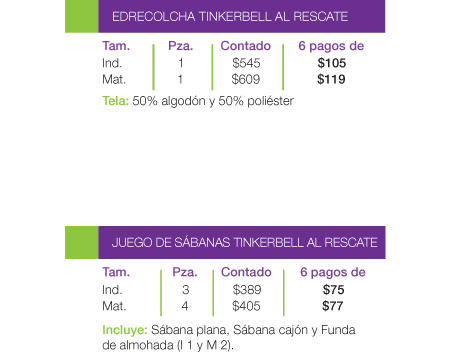 EDRECOLCHA TINKERBELL AL RESCATE
Tam. Pza. Contado 6 pagos de
Ind. 1 $545 $105
Mat. 1 $609 $119
Tela: 50% algodón y 50% poliéster
JUEGO DE SÁBANAS TINKERBELL AL RESCATE
Tam. Pza. Contado 6 pagos de
Ind. 3 $389 $75
Mat. 4 $405 $77
Incluye: Sábana plana, Sábana cajón y Funda
de almohada (I 1 y M 2).